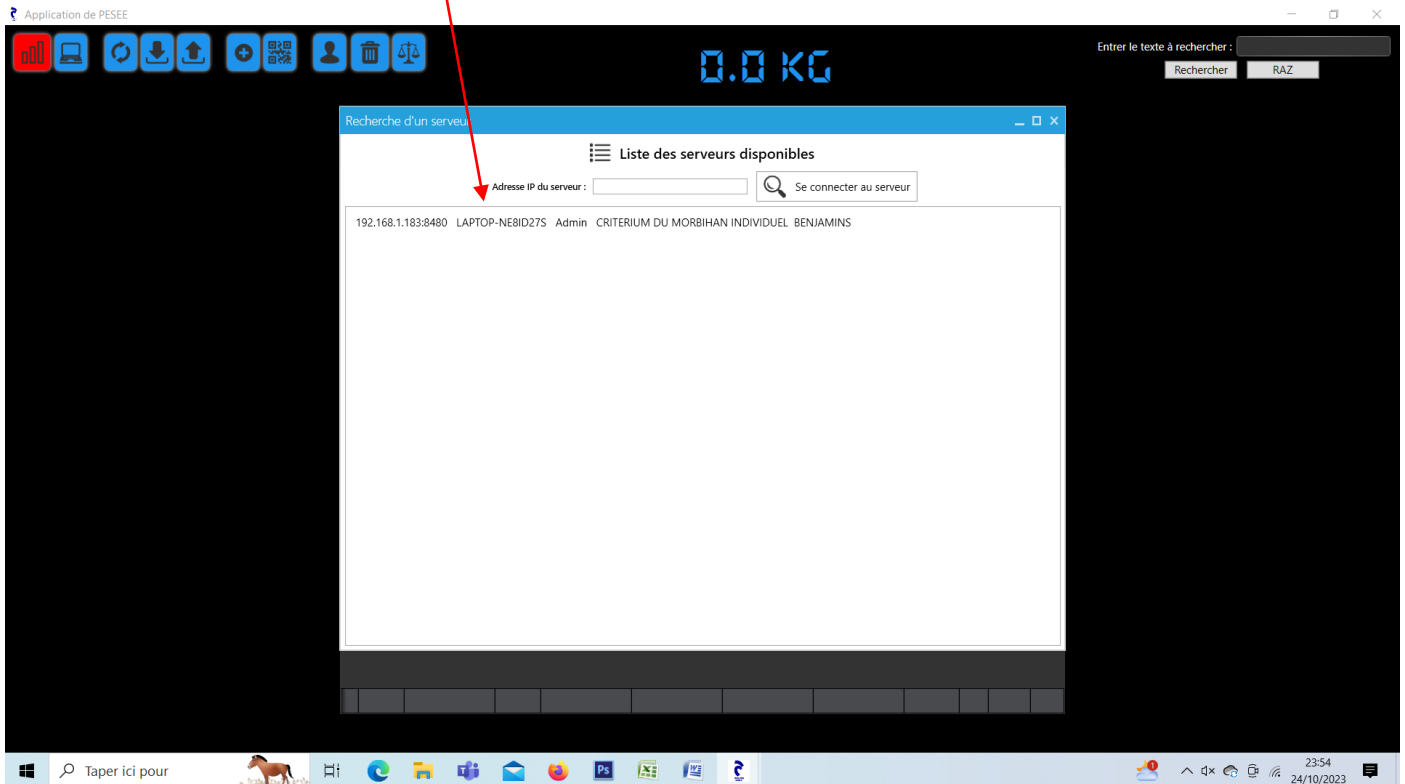 Application de PESEE
0.0 KG
Entrer le texte à rechercher :
Rechercher RAZ
Recherche d'un serveur
Liste des serveurs disponibles
Adresse IP du serveur : Se connecter au serveur
192.168.1.183:8480 LAPTOP-NE8ID27S Admin CRITERIUM DU MORBIHAN INDIVIDUEL BENJAMINS
Taper ici pour
Ps
23:54
24/10/2023